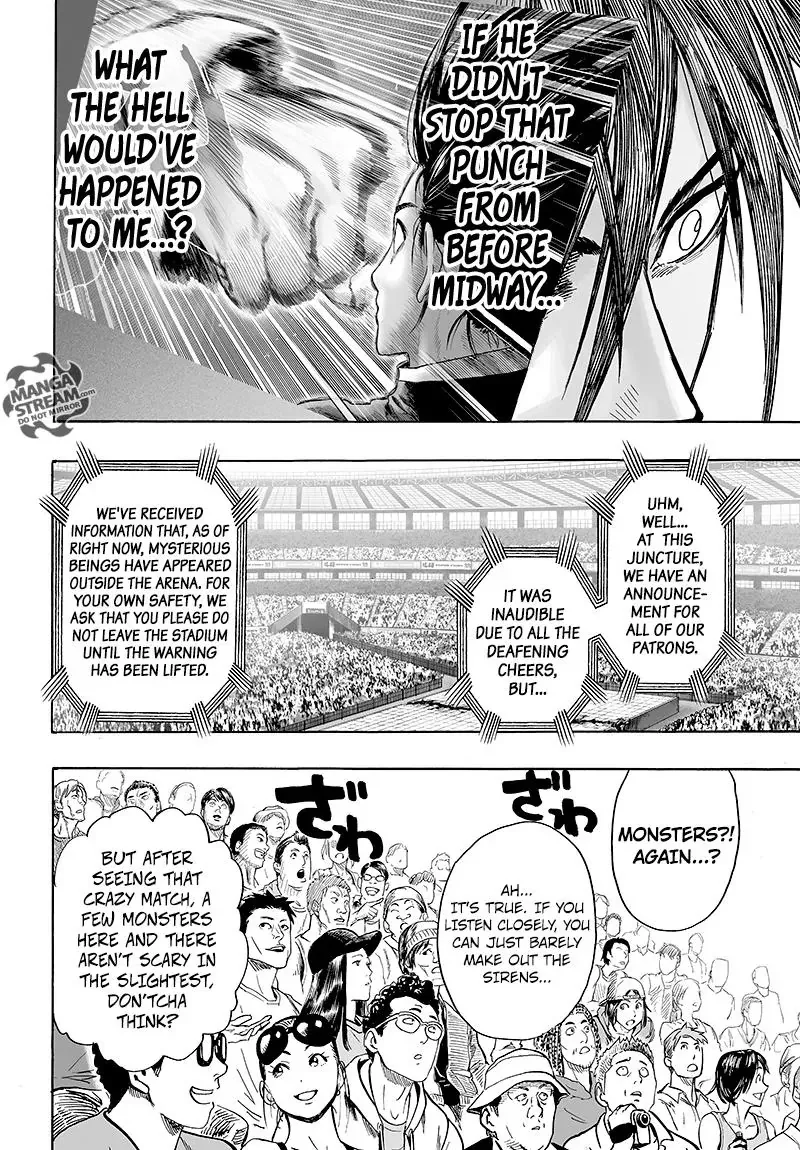 IF HE
DIDN'T
STOP THAT
PUNCH
FROM
BEFORE
MIDWAY...
WHAT
THE HELL
WOULD'VE
HAPPENED
TO ME...?
MANGA
STREAM.com
DO NOT MIRROR!
UHM,
WELL...
AT THIS
JUNCTURE,
WE HAVE AN
ANNOUNCE-
MENT FOR
ALL OF OUR
PATRONS.
IT WAS
INAUDIBLE
DUE TO ALL THE
DEAFENING
CHEERS,
BUT...
WE'VE RECEIVED
INFORMATION THAT, AS OF
RIGHT NOW, MYSTERIOUS
BEINGS HAVE APPEARED
OUTSIDE THE ARENA. FOR
YOUR OWN SAFETY, WE
ASK THAT YOU PLEASE DO
NOT LEAVE THE STADIUM
UNTIL THE WARNING
HAS BEEN LIFTED.
MONSTERS?!
AGAIN...?
ざわ
AH...
IT'S TRUE. IF YOU
LISTEN CLOSELY, YOU
CAN JUST BARELY
MAKE OUT THE
SIRENS...
ざわ
BUT AFTER
SEEING THAT
CRAZY MATCH, A
FEW MONSTERS
HERE AND THERE
AREN'T SCARY IN
THE SLIGHTEST,
DON'TCHA
THINK?